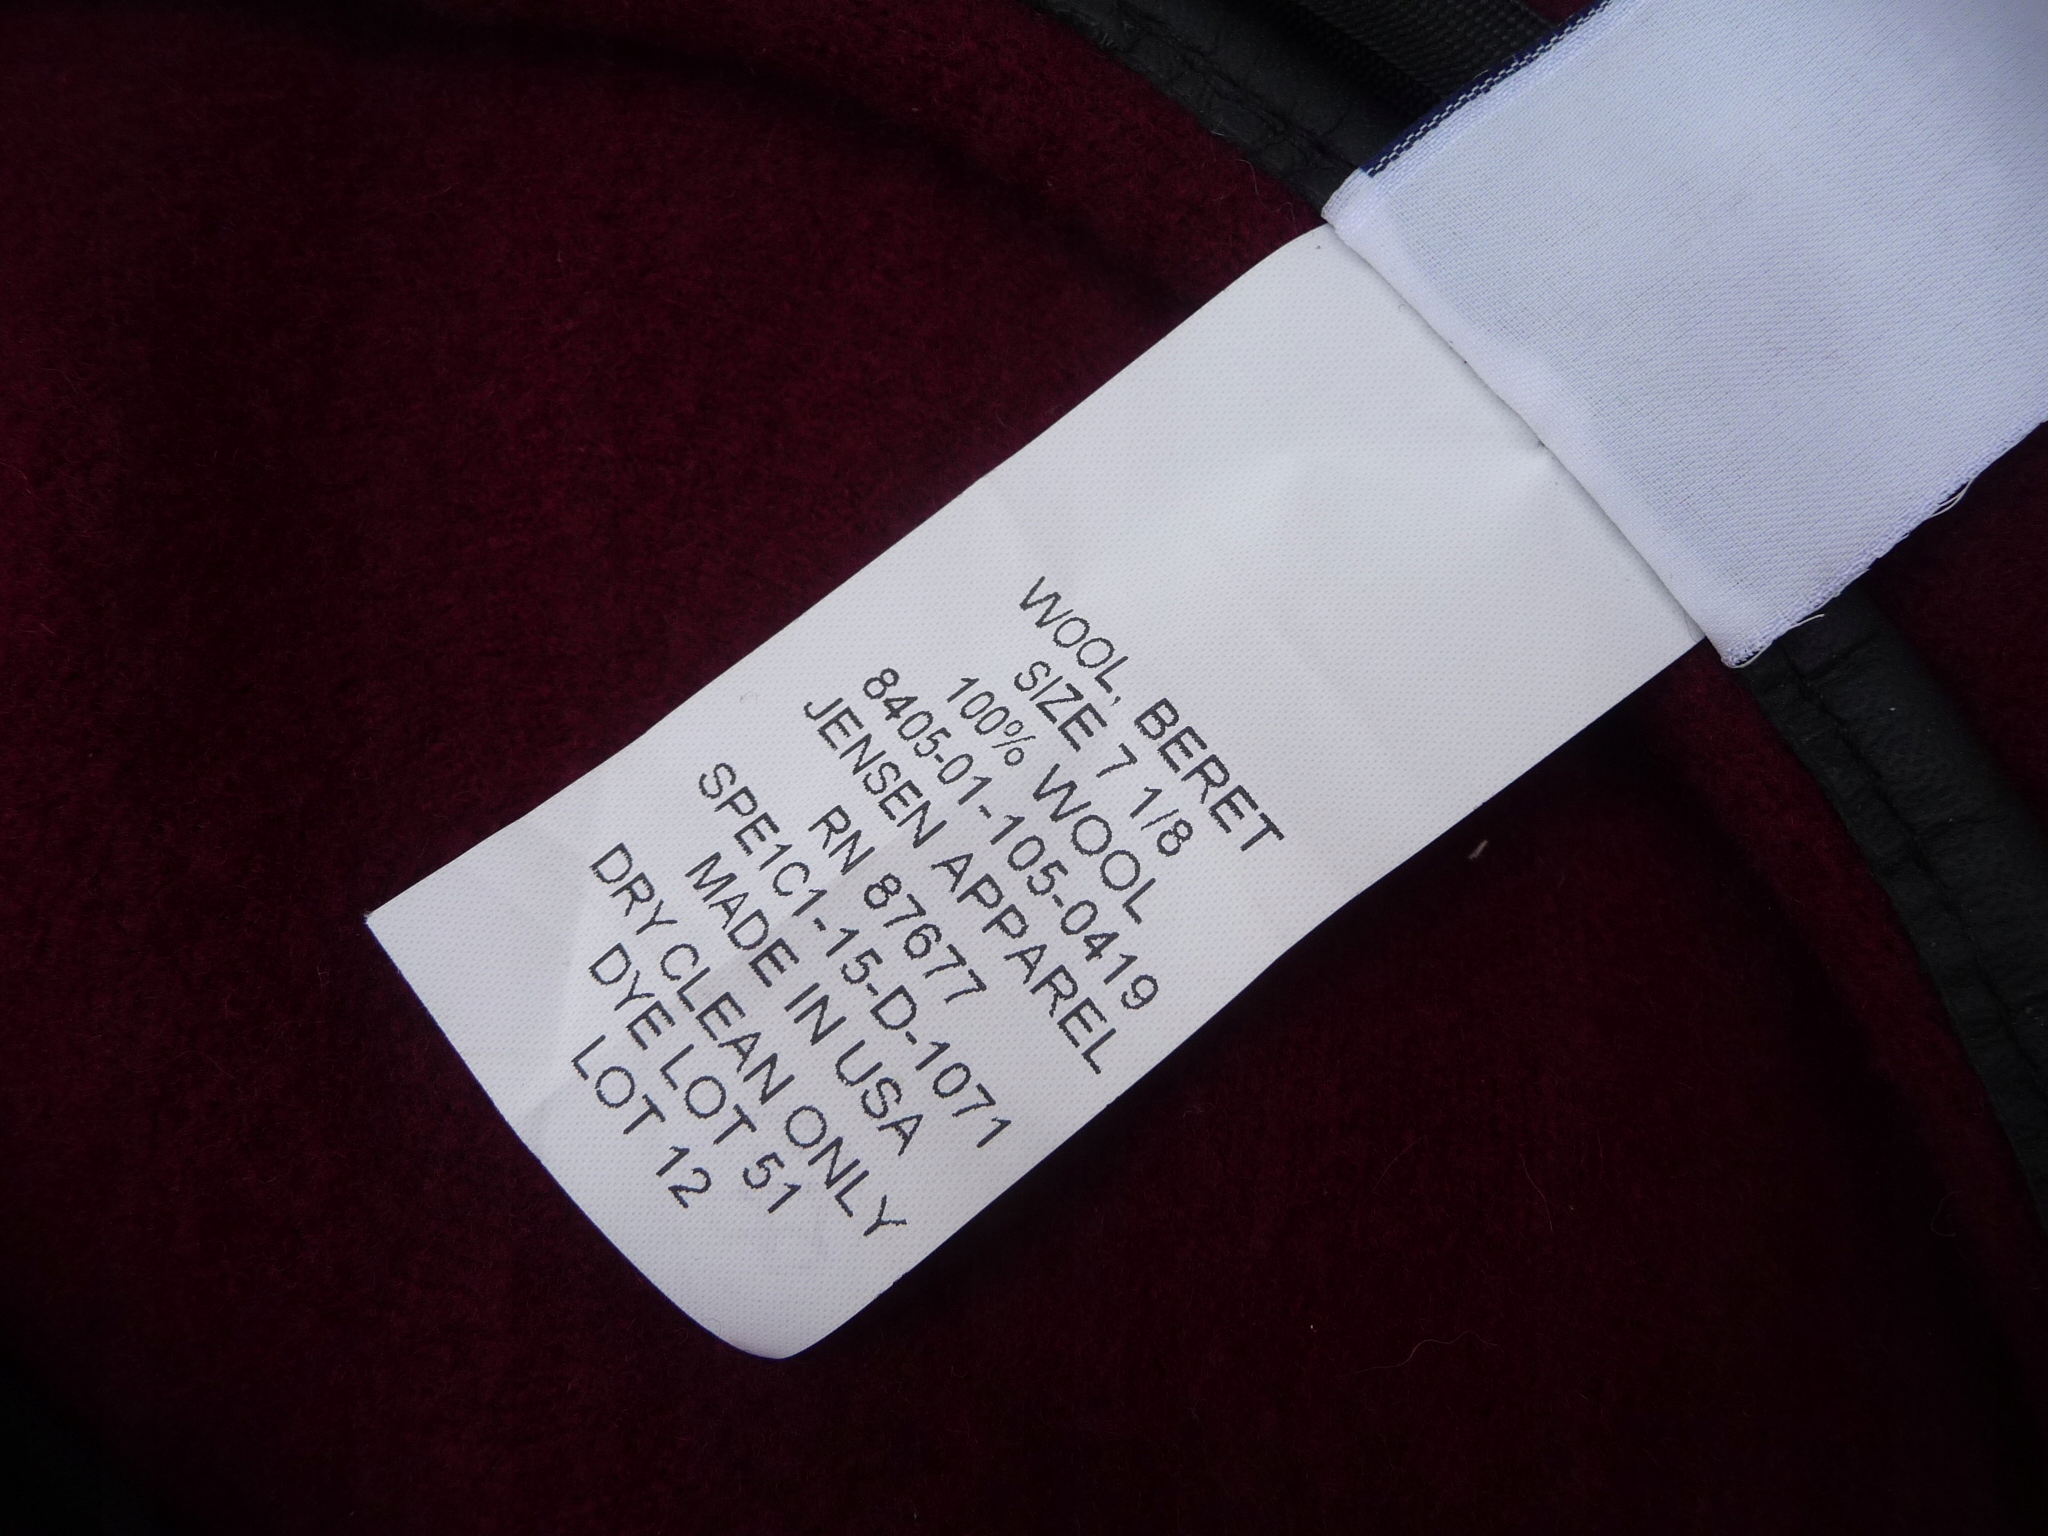 WOOL, BERET
SIZE 7 1/8
100% WOOL
8405-01-105-0419
JENSEN APPAREL
RN 87677
SPE1C1-15-D-1071
MADE IN USA
DRY CLEAN ONLY
DYE LOT 51
LOT 12